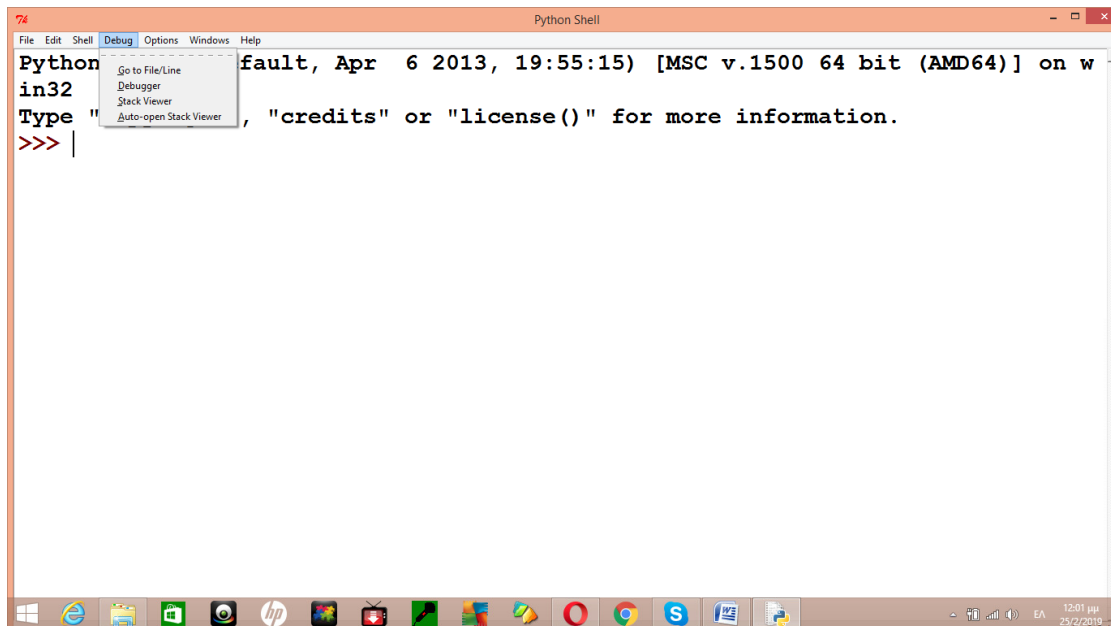 Python Shell
File Edit Shell Debug Options Windows Help
Go to File/Line
Debugger
Stack Viewer
Auto-open Stack Viewer
Python fault, Apr 6 2013, 19:55:15) [MSC v.1500 64 bit (AMD64)] on w
in32
Type " , "credits" or "license()" for more information.
>>>
hp
S
W
ΕΛ
12:01 μμ
25/2/2019